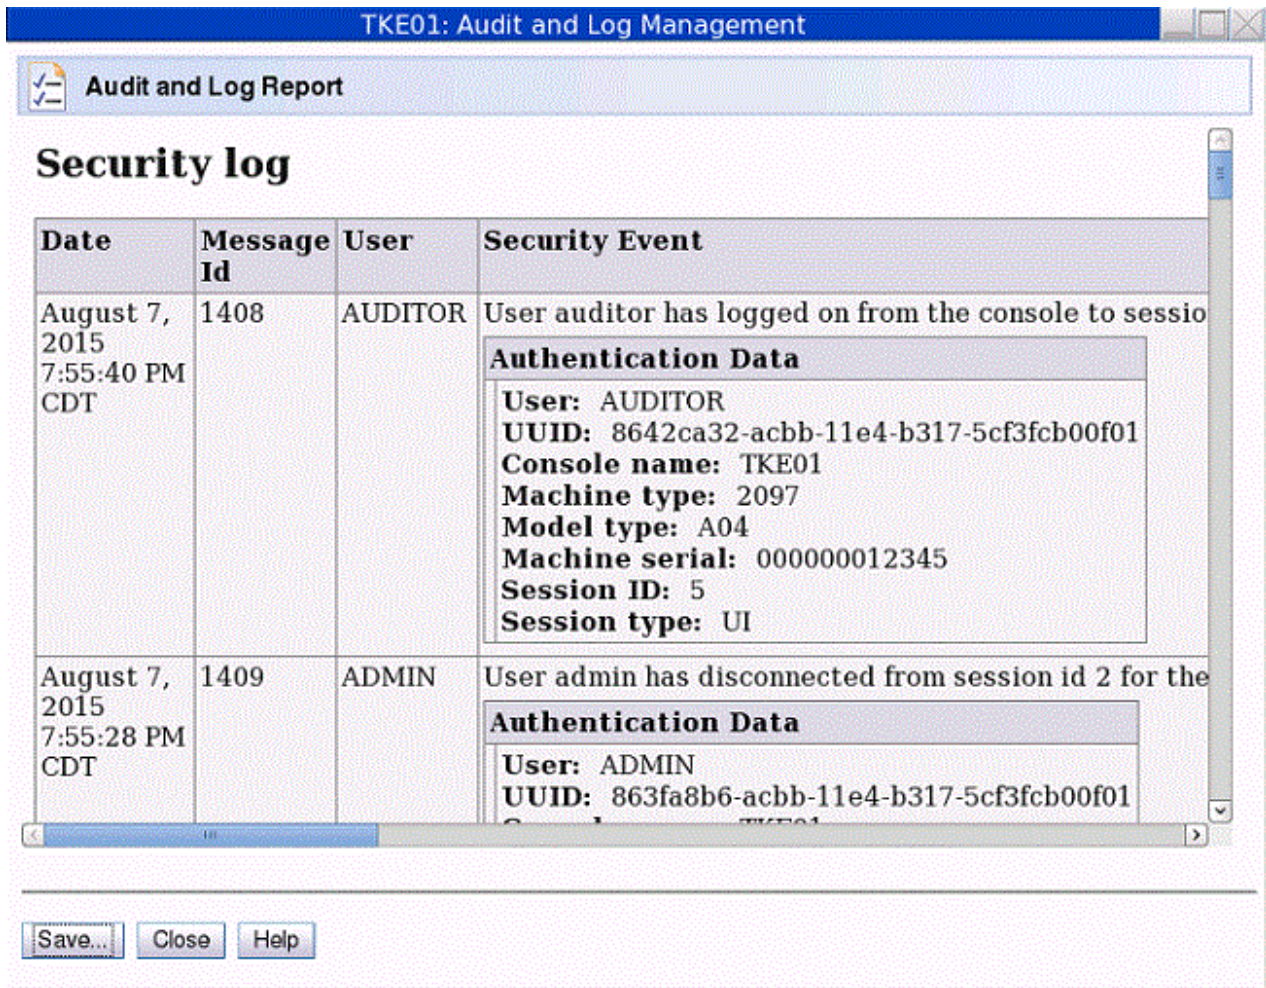 TKE01: Audit and Log Management
Audit and Log Report
Security log
Date
Message Id
User
Security Event
August 7, 2015 7:55:40 PM CDT
1408
AUDITOR
User auditor has logged on from the console to sessio
Authentication Data
User: AUDITOR
UUID: 8642ca32-acbb-11e4-b317-5cf3fcb00f01
Console name: TKE01
Machine type: 2097
Model type: A04
Machine serial: 000000012345
Session ID: 5
Session type: UI
August 7, 2015 7:55:28 PM CDT
1409
ADMIN
User admin has disconnected from session id 2 for the
Authentication Data
User: ADMIN
UUID: 863fa8b6-acbb-11e4-b317-5cf3fcb00f01
Save...
Close
Help